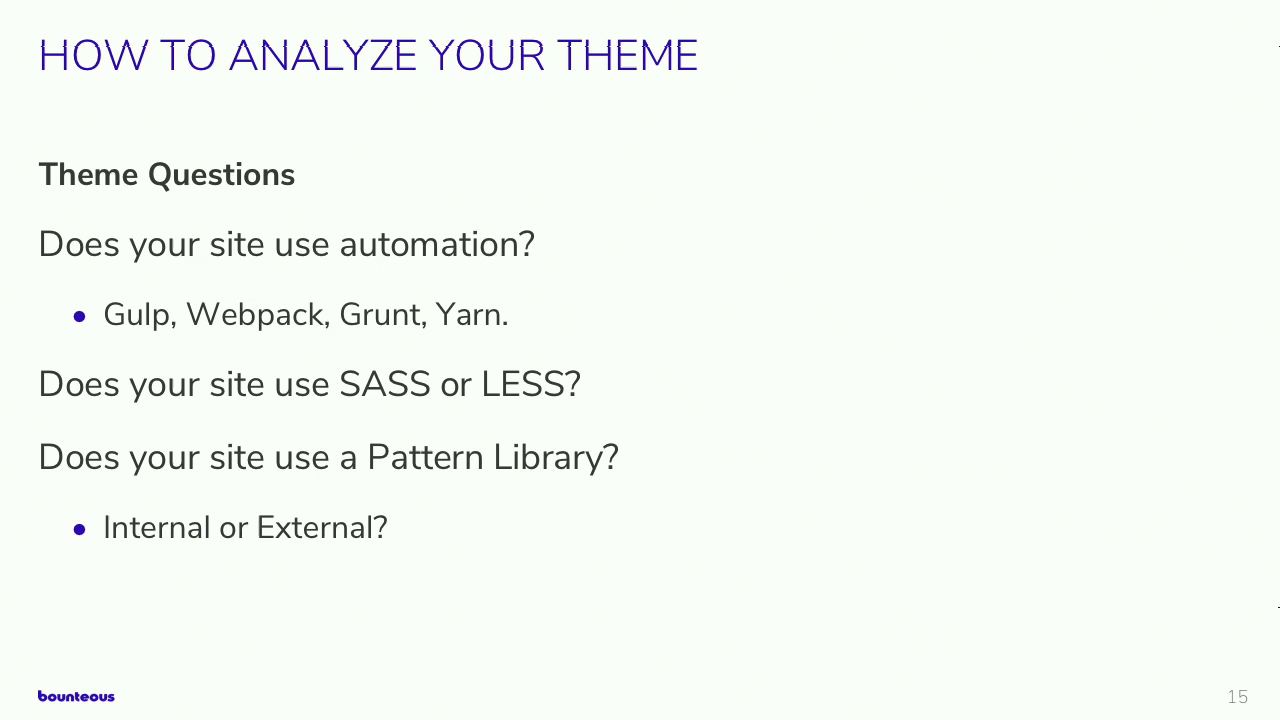 HOW TO ANALYZE YOUR THEME
Theme Questions
Does your site use automation?
• Gulp, Webpack, Grunt, Yarn.
Does your site use SASS or LESS?
Does your site use a Pattern Library?
• Internal or External?
bounteous
15